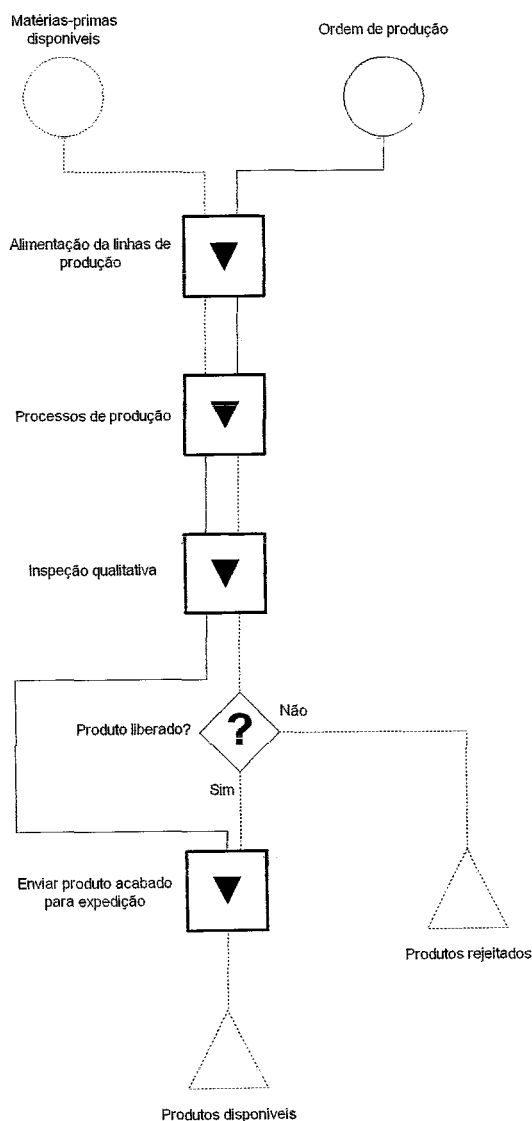 Matérias-primas
disponíveis
Ordem de produção
Alimentação da linhas de
produção
Processos de produção
Inspeção qualitativa
Produto liberado?
?
Não
Sim
Enviar produto acabado
para expedição
Produtos rejeitados
Produtos disponíveis